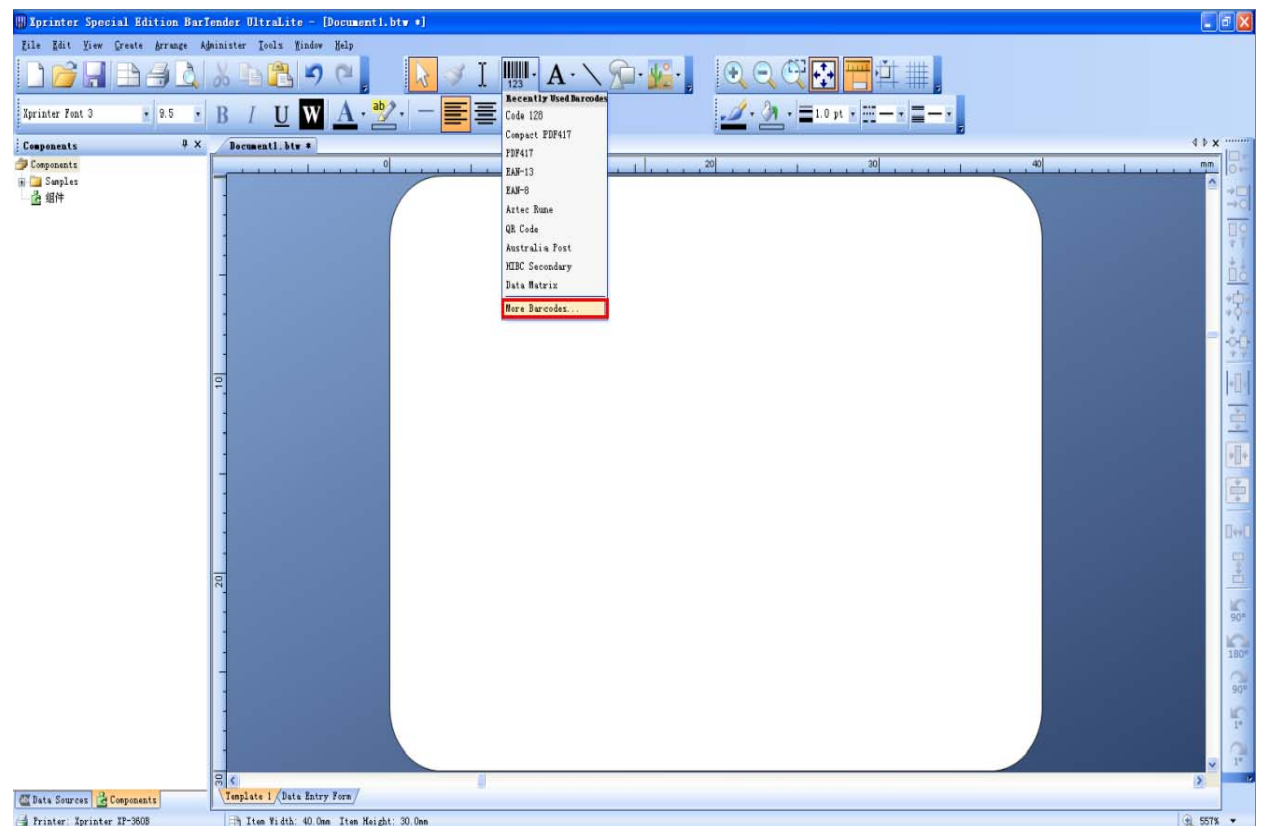 Xprinter Special Edition BarTender UltraLite - [Document1.btw *]
File Edit View Create Arrange Administer Tools Window Help
123 A
Xprinter Font 3 9.5 B I U W A ab 1.0 pt
Recently Used Barcodes
Code 128
Compact PDF417
PDF417
EAN-13
EAN-8
Aztec Rune
QR Code
Australia Post
HIBC Secondary
Data Matrix
More Barcodes...
Components
Document1.btw *
Components
Samples
组件
0 20 30 40 mm
10
20
30
90°
180°
90°
1°
1°
Data Sources Components
Template 1 Data Entry Form
Printer: Xprinter XP-360B Item Width: 40.0mm Item Height: 30.0mm 557%